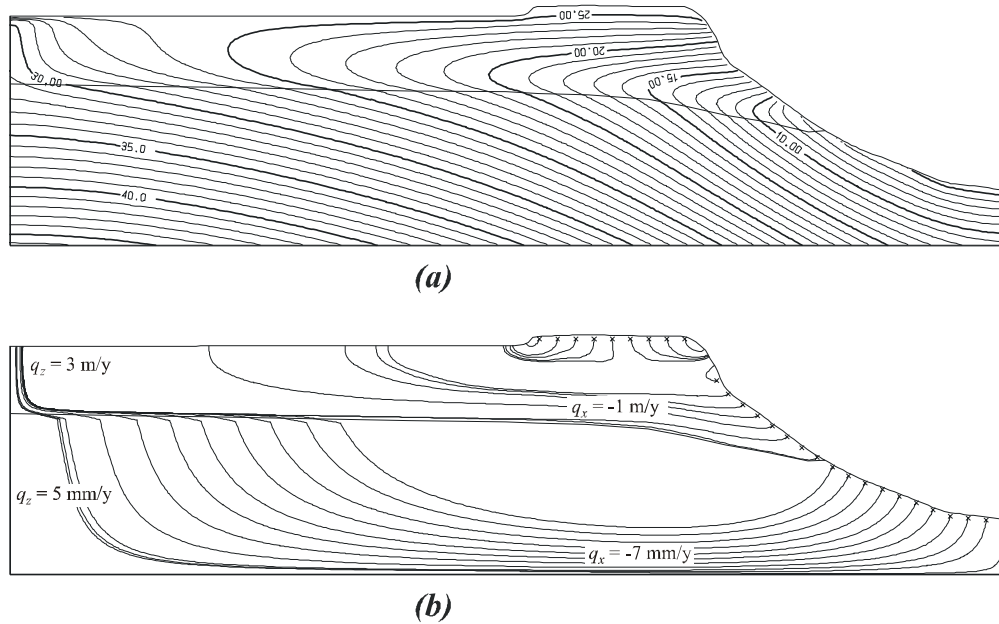 25.00
20.00
15.00
30.00
10.00
35.0
40.0
(a)
q_z = 3 m/y
q_x = -1 m/y
q_z = 5 mm/y
q_x = -7 mm/y
(b)